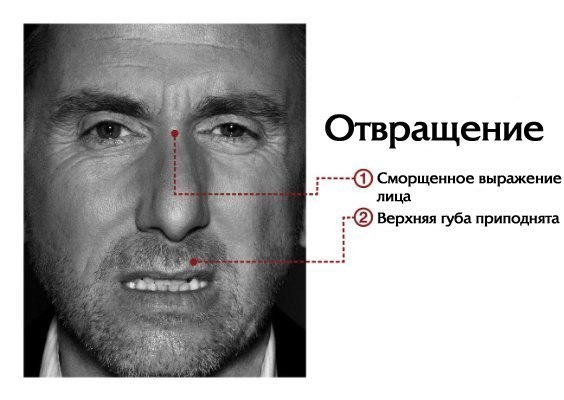 Отвращение
1 Сморщенное выражение
лица
2 Верхняя губа приподнята